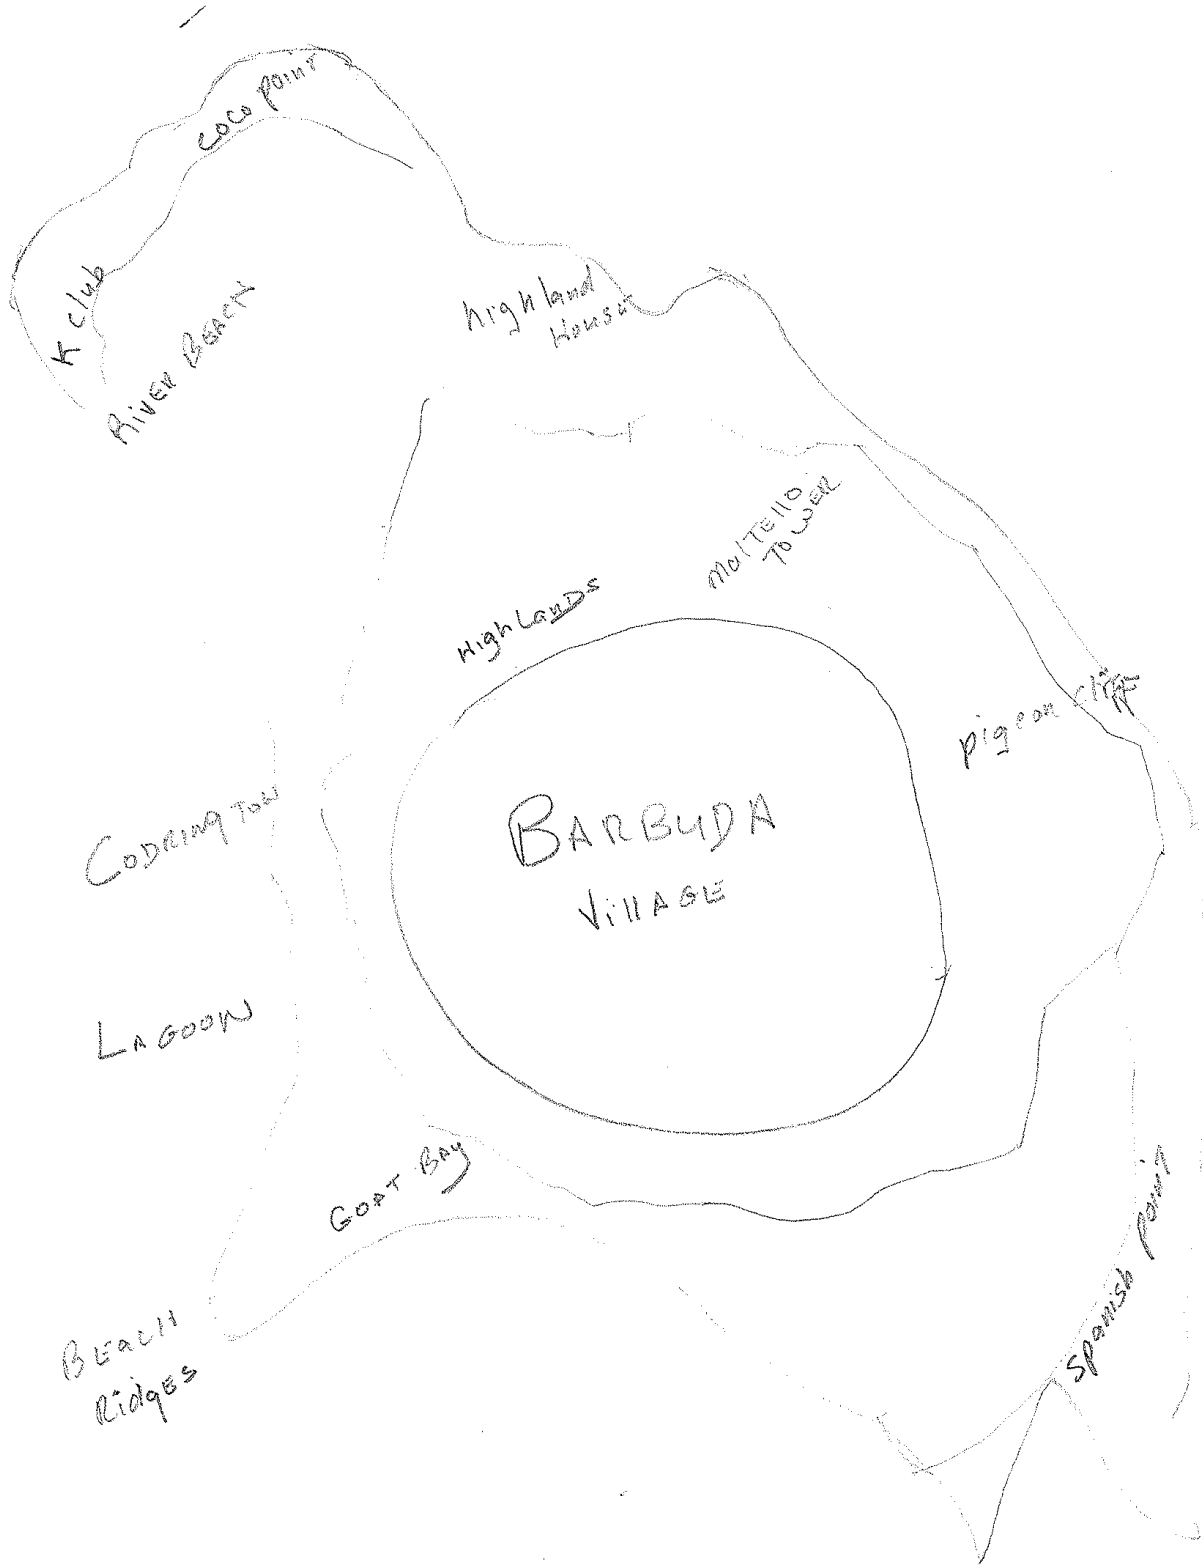 coco point
K club
RIVER BEACH
highland
House
MalTEllO
TOWER
HighLanDS
pigeon cliff
CODRINgTON
BARBUDA
VillAGE
LAGOON
GOAT BAy
Spanish point
BEacH
RidgES